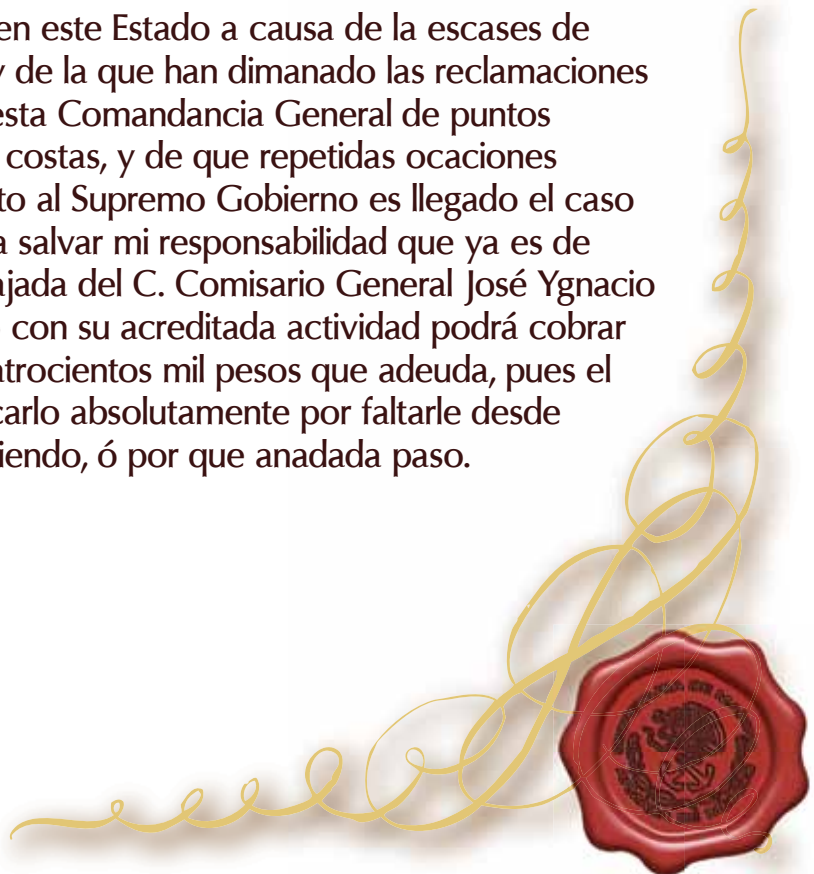 en este Estado a causa de la escases de
y de la que han dimanado las reclamaciones
esta Comandancia General de puntos
costas, y de que repetidas ocaciones
to al Supremo Gobierno es llegado el caso
a salvar mi responsabilidad que ya es de
ajada del C. Comisario General José Ygnacio
con su acreditada actividad podrá cobrar
atrocientos mil pesos que adeuda, pues el
carlo absolutamente por faltarle desde
iendo, ó por que anadada paso.